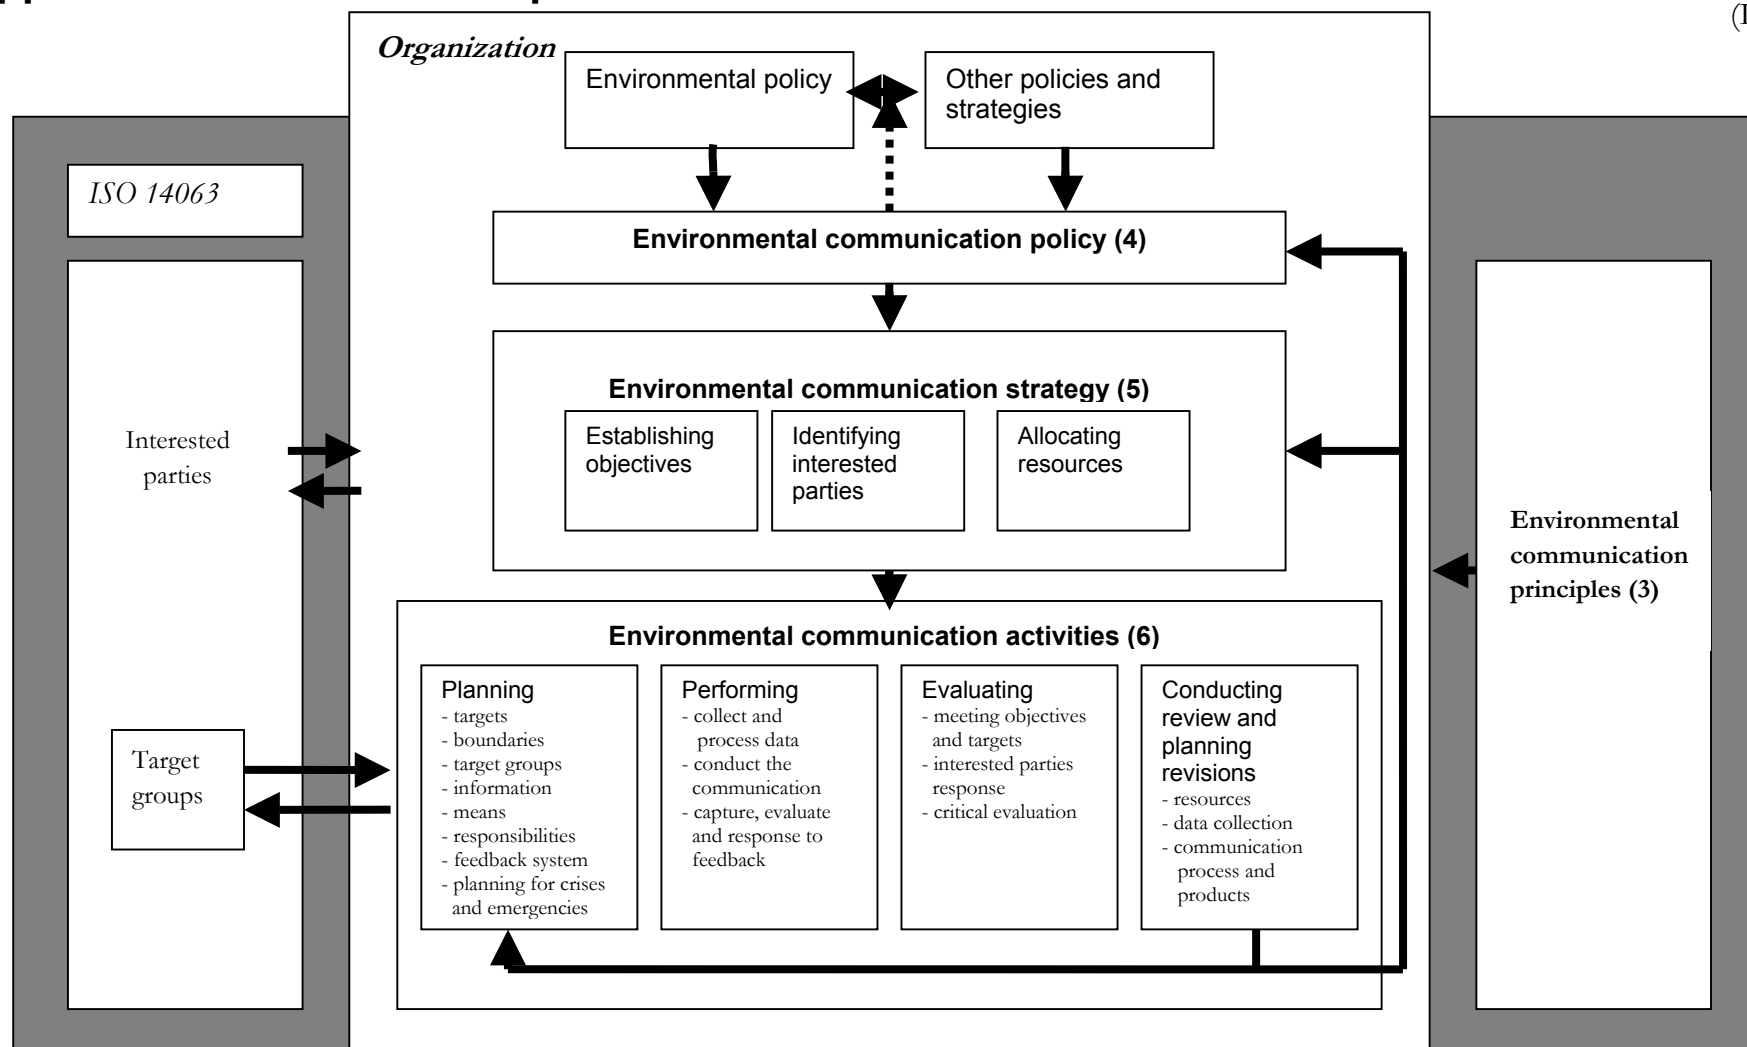 Organization
Environmental policy
Other policies and
strategies
ISO 14063
Environmental communication policy (4)
Environmental communication strategy (5)
Establishing
objectives
Identifying
interested
parties
Allocating
resources
Interested
parties
Environmental
communication
principles (3)
Environmental communication activities (6)
Target
groups
Planning
- targets
- boundaries
- target groups
- information
- means
- responsibilities
- feedback system
- planning for crises
and emergencies
Performing
- collect and
process data
- conduct the
communication
- capture, evaluate
and response to
feedback
Evaluating
- meeting objectives
and targets
- interested parties
response
- critical evaluation
Conducting
review and
planning
revisions
- resources
- data collection
- communication
process and
products